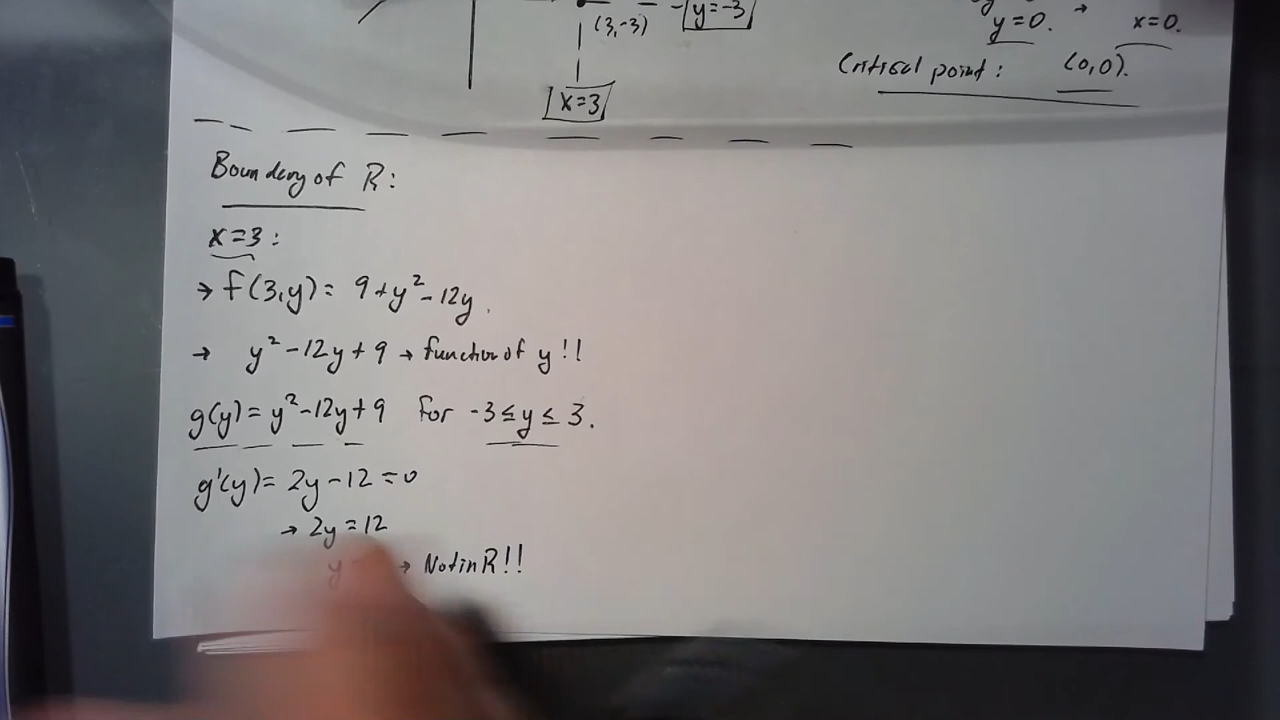 (3,-3) y=-3
x=3
y=0. → x=0.
Critical point: (0,0).
Boundary of R:
x=3:
→ f(3,y)= 9+y²-12y.
→ y²-12y+9 → function of y!!
g(y)= y²-12y+9 for -3≤y≤3.
g'(y)= 2y-12=0
→ 2y=12
y → Not in R!!